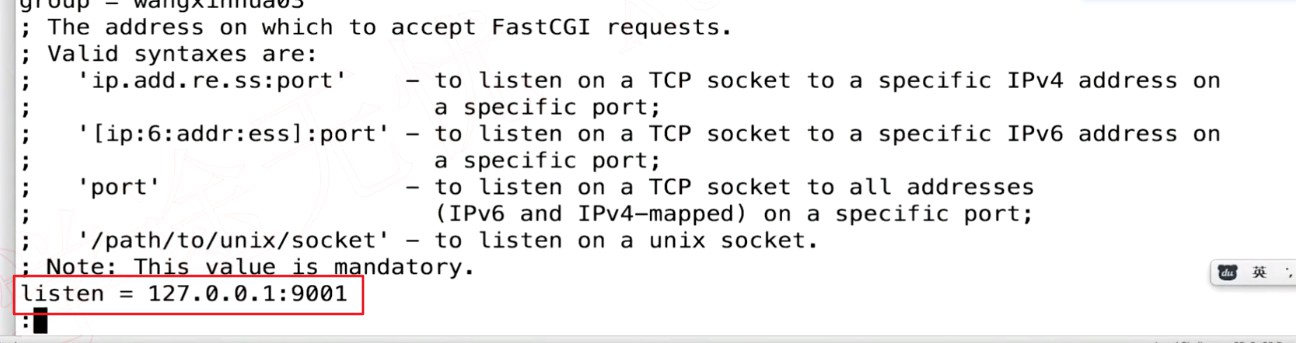 group = wangxinhua03
; The address on which to accept FastCGI requests.
; Valid syntaxes are:
;   'ip.add.re.ss:port'    - to listen on a TCP socket to a specific IPv4 address on
;                            a specific port;
;   '[ip:6:addr:ess]:port' - to listen on a TCP socket to a specific IPv6 address on
;                            a specific port;
;   'port'                 - to listen on a TCP socket to all addresses
;                            (IPv6 and IPv4-mapped) on a specific port;
;   '/path/to/unix/socket' - to listen on a unix socket.
; Note: This value is mandatory.
listen = 127.0.0.1:9001
:
du 英